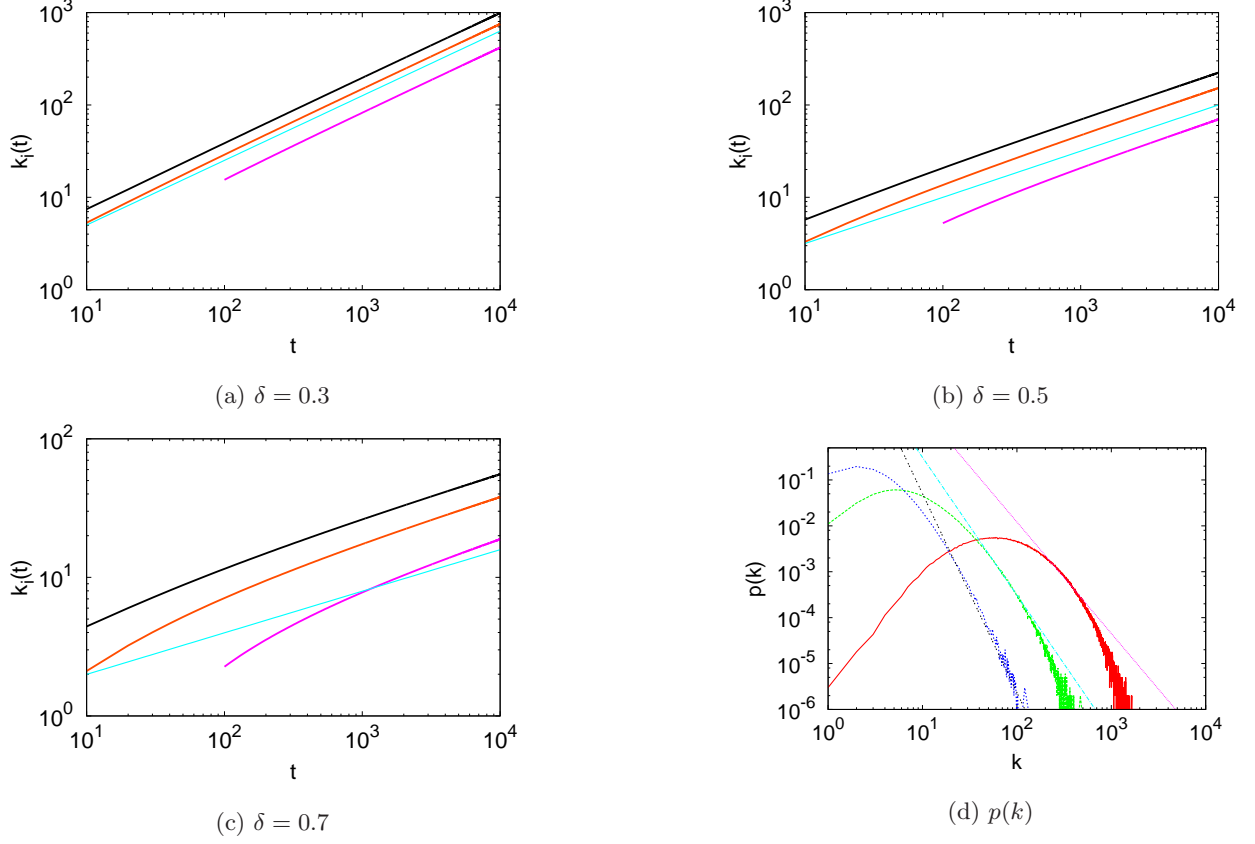 10^3
10^2
10^1
10^0
k_i(t)
10^1 10^2 10^3 10^4
t
(a) δ = 0.3
10^3
10^2
10^1
10^0
k_i(t)
10^1 10^2 10^3 10^4
t
(b) δ = 0.5
10^2
10^1
10^0
k_i(t)
10^1 10^2 10^3 10^4
t
(c) δ = 0.7
10^-1
10^-2
10^-3
10^-4
10^-5
10^-6
p(k)
10^0 10^1 10^2 10^3 10^4
k
(d) p(k)